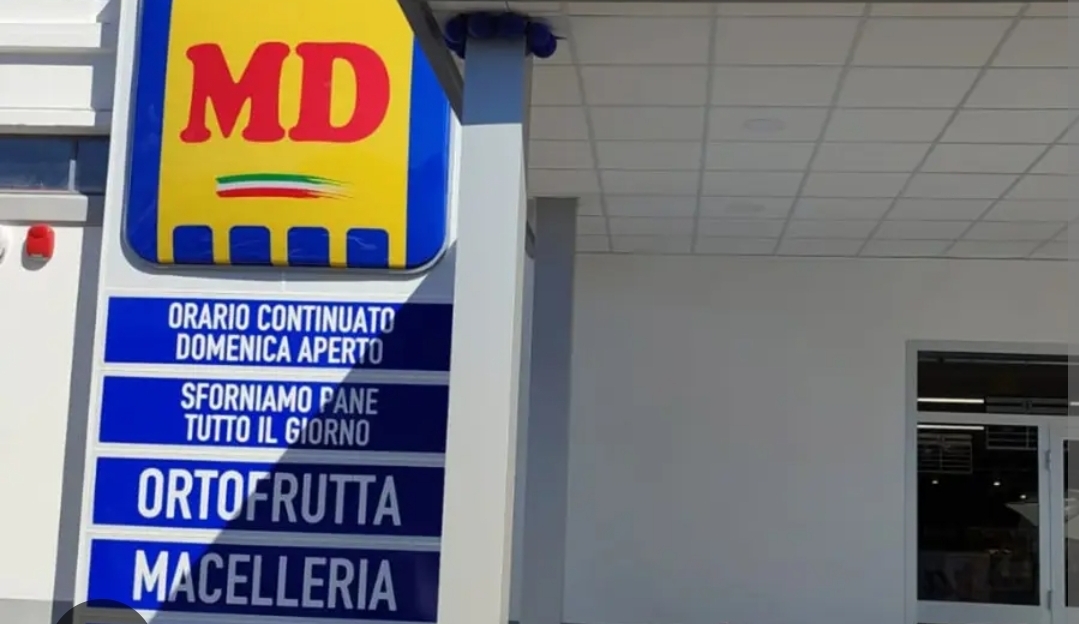 MD
ORARIO CONTINUATO
DOMENICA APERTO
SFORNIAMO PANE
TUTTO IL GIORNO
ORTOFRUTTA
MACELLERIA